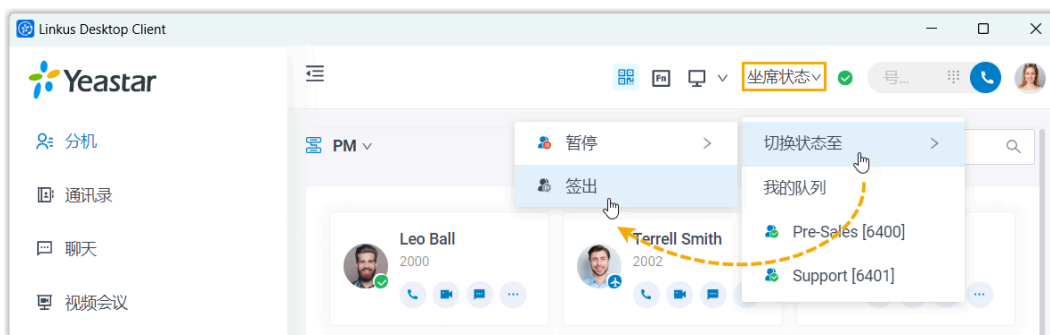 Linkus Desktop Client
Yeastar
Fn
坐席状态
号...
分机
PM
暂停
切换状态至
签出
我的队列
通讯录
Leo Ball
2000
Terrell Smith
2002
Pre-Sales [6400]
聊天
Support [6401]
视频会议